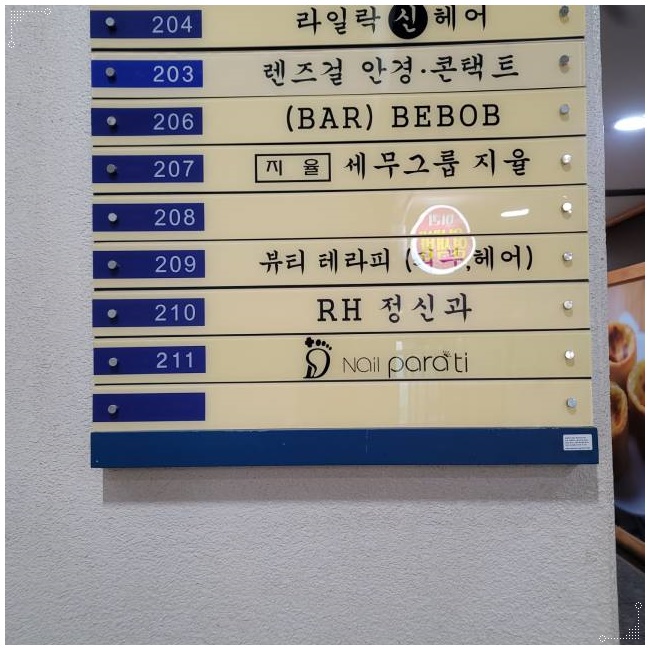 204 라일락 신 헤어
203 렌즈걸 안경·콘택트
206 (BAR) BEBOB
207 지 율 세무그룹 지율
208
209 뷰티 테라피 (피부,헤어)
210 RH 정신과
211 Nail parati